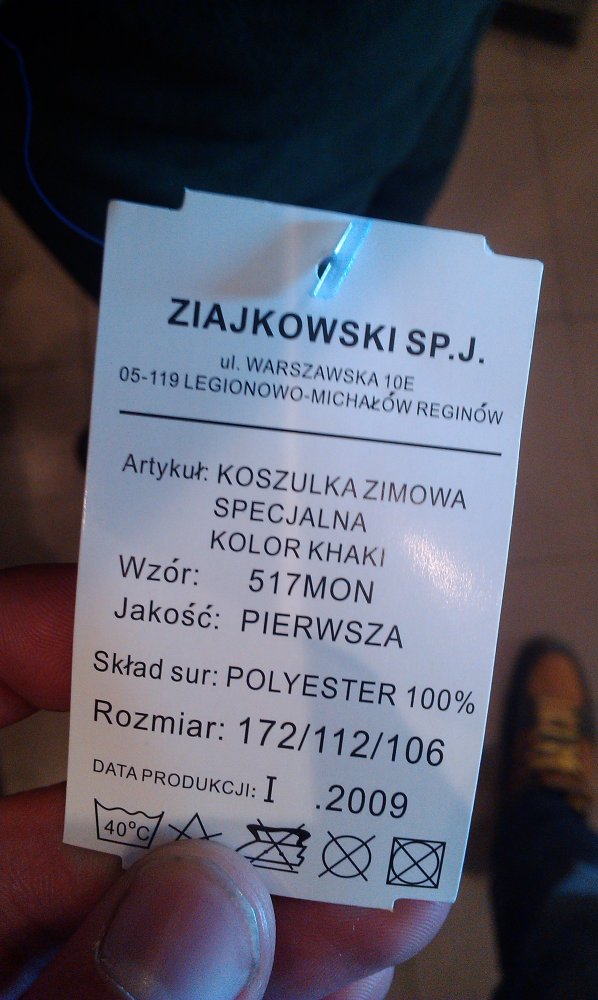 ZIAJKOWSKI SP.J.
ul. WARSZAWSKA 10E
05-119 LEGIONOWO-MICHAŁÓW REGINÓW
Artykuł: KOSZULKA ZIMOWA
SPECJALNA
KOLOR KHAKI
Wzór: 517MON
Jakość: PIERWSZA
Skład sur: POLYESTER 100%
Rozmiar: 172/112/106
DATA PRODUKCJI: I .2009
40°C